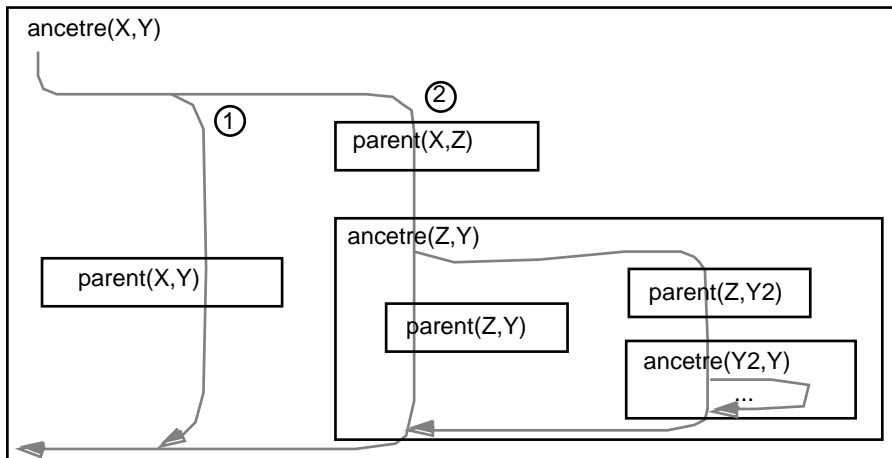 ancetre(X,Y)
1
2
parent(X,Z)
ancetre(Z,Y)
parent(X,Y)
parent(Z,Y2)
parent(Z,Y)
ancetre(Y2,Y)
...